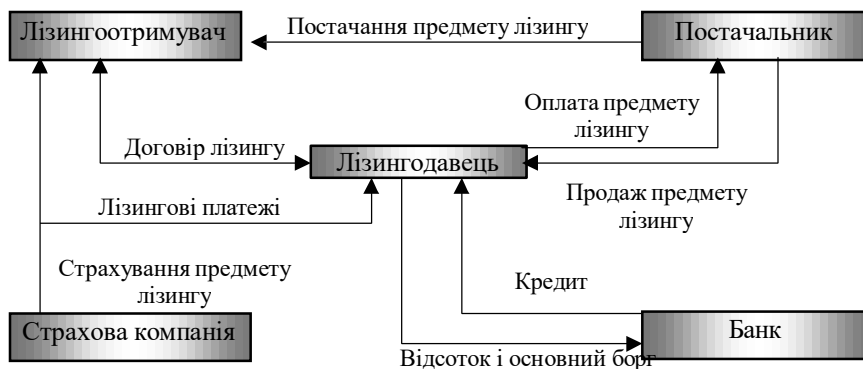 Лізингоотримувач
Постачання предмету лізингу
Постачальник
Оплата предмету
лізингу
Договір лізингу
Лізингодавець
Продаж предмету
лізингу
Лізингові платежі
Страхування предмету
лізингу
Кредит
Страхова компанія
Банк
Відсоток і основний борг